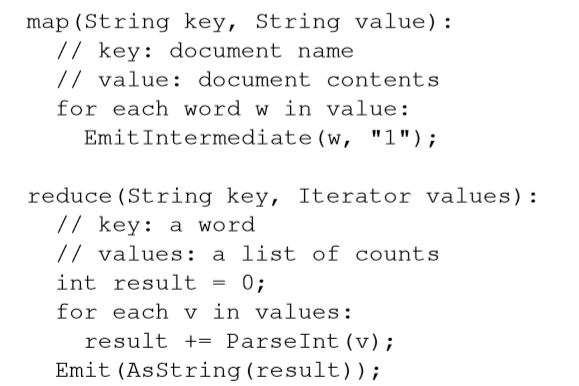 map(String key, String value):
// key: document name
// value: document contents
for each word w in value:
EmitIntermediate(w, "1");
reduce(String key, Iterator values):
// key: a word
// values: a list of counts
int result = 0;
for each v in values:
result += ParseInt(v);
Emit(AsString(result));